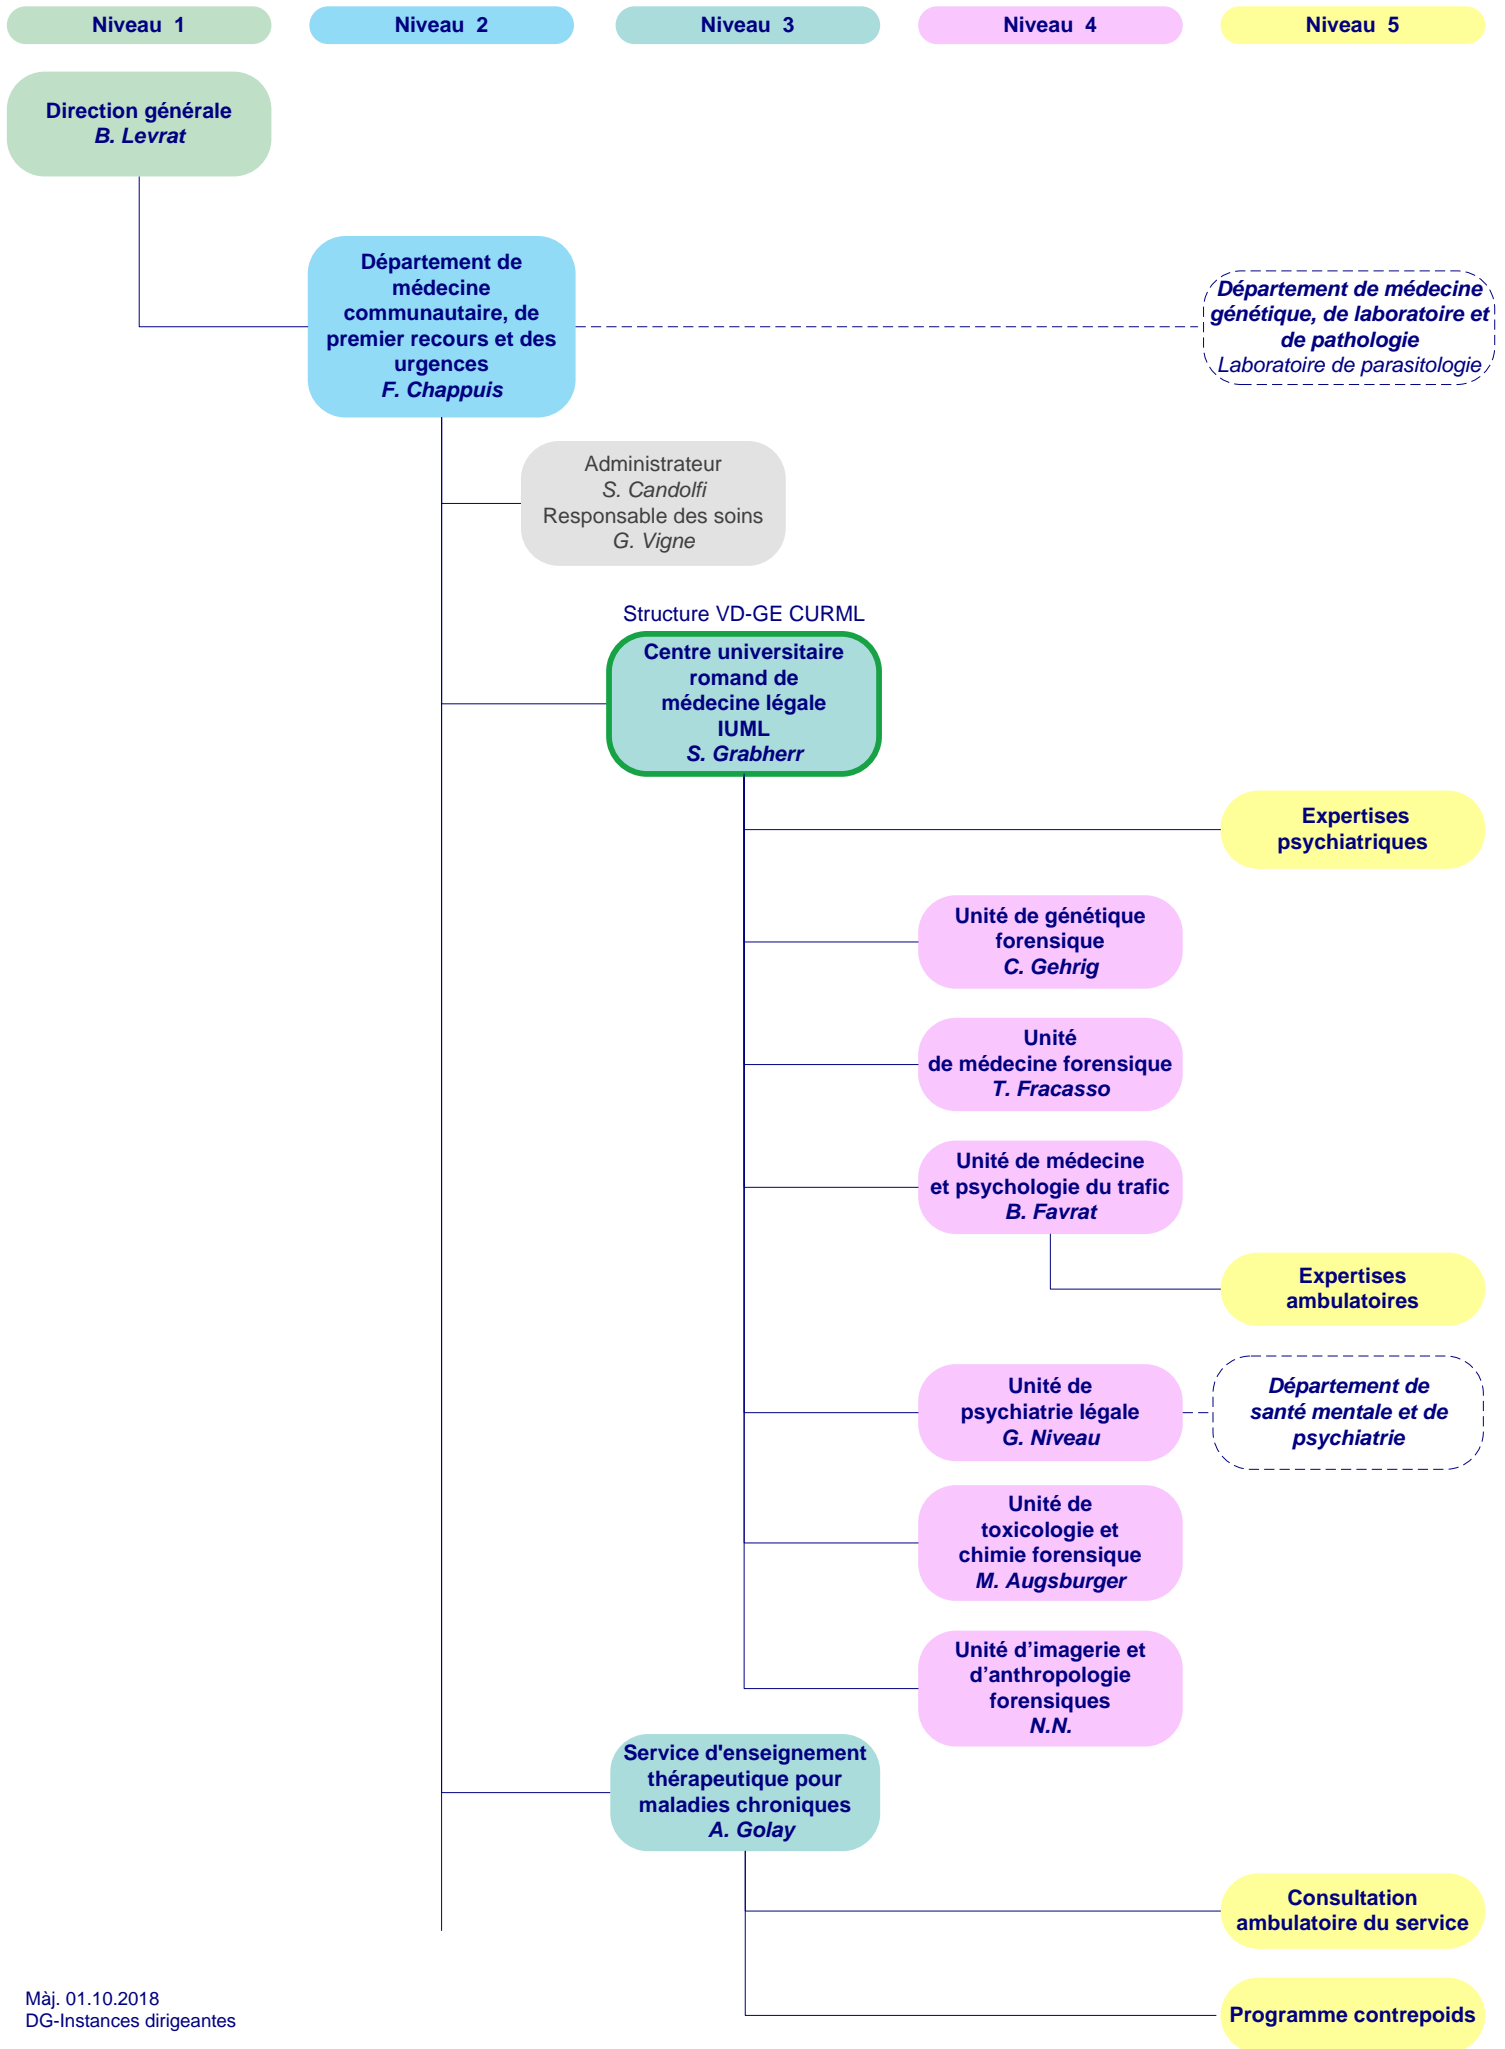 Niveau 1
Niveau 2
Niveau 3
Niveau 4
Niveau 5
Direction générale
B. Levrat
Département de
médecine
communautaire, de
premier recours et des
urgences
F. Chappuis
Département de médecine
génétique, de laboratoire et
de pathologie
Laboratoire de parasitologie
Administrateur
S. Candolfi
Responsable des soins
G. Vigne
Structure VD-GE CURML
Centre universitaire
romand de
médecine légale
IUML
S. Grabherr
Expertises
psychiatriques
Unité de génétique
forensique
C. Gehrig
Unité
de médecine forensique
T. Fracasso
Unité de médecine
et psychologie du trafic
B. Favrat
Expertises
ambulatoires
Unité de
psychiatrie légale
G. Niveau
Département de
santé mentale et de
psychiatrie
Unité de
toxicologie et
chimie forensique
M. Augsburger
Unité d’imagerie et
d’anthropologie
forensiques
N.N.
Service d'enseignement
thérapeutique pour
maladies chroniques
A. Golay
Consultation
ambulatoire du service
Programme contrepoids
Màj. 01.10.2018
DG-Instances dirigeantes